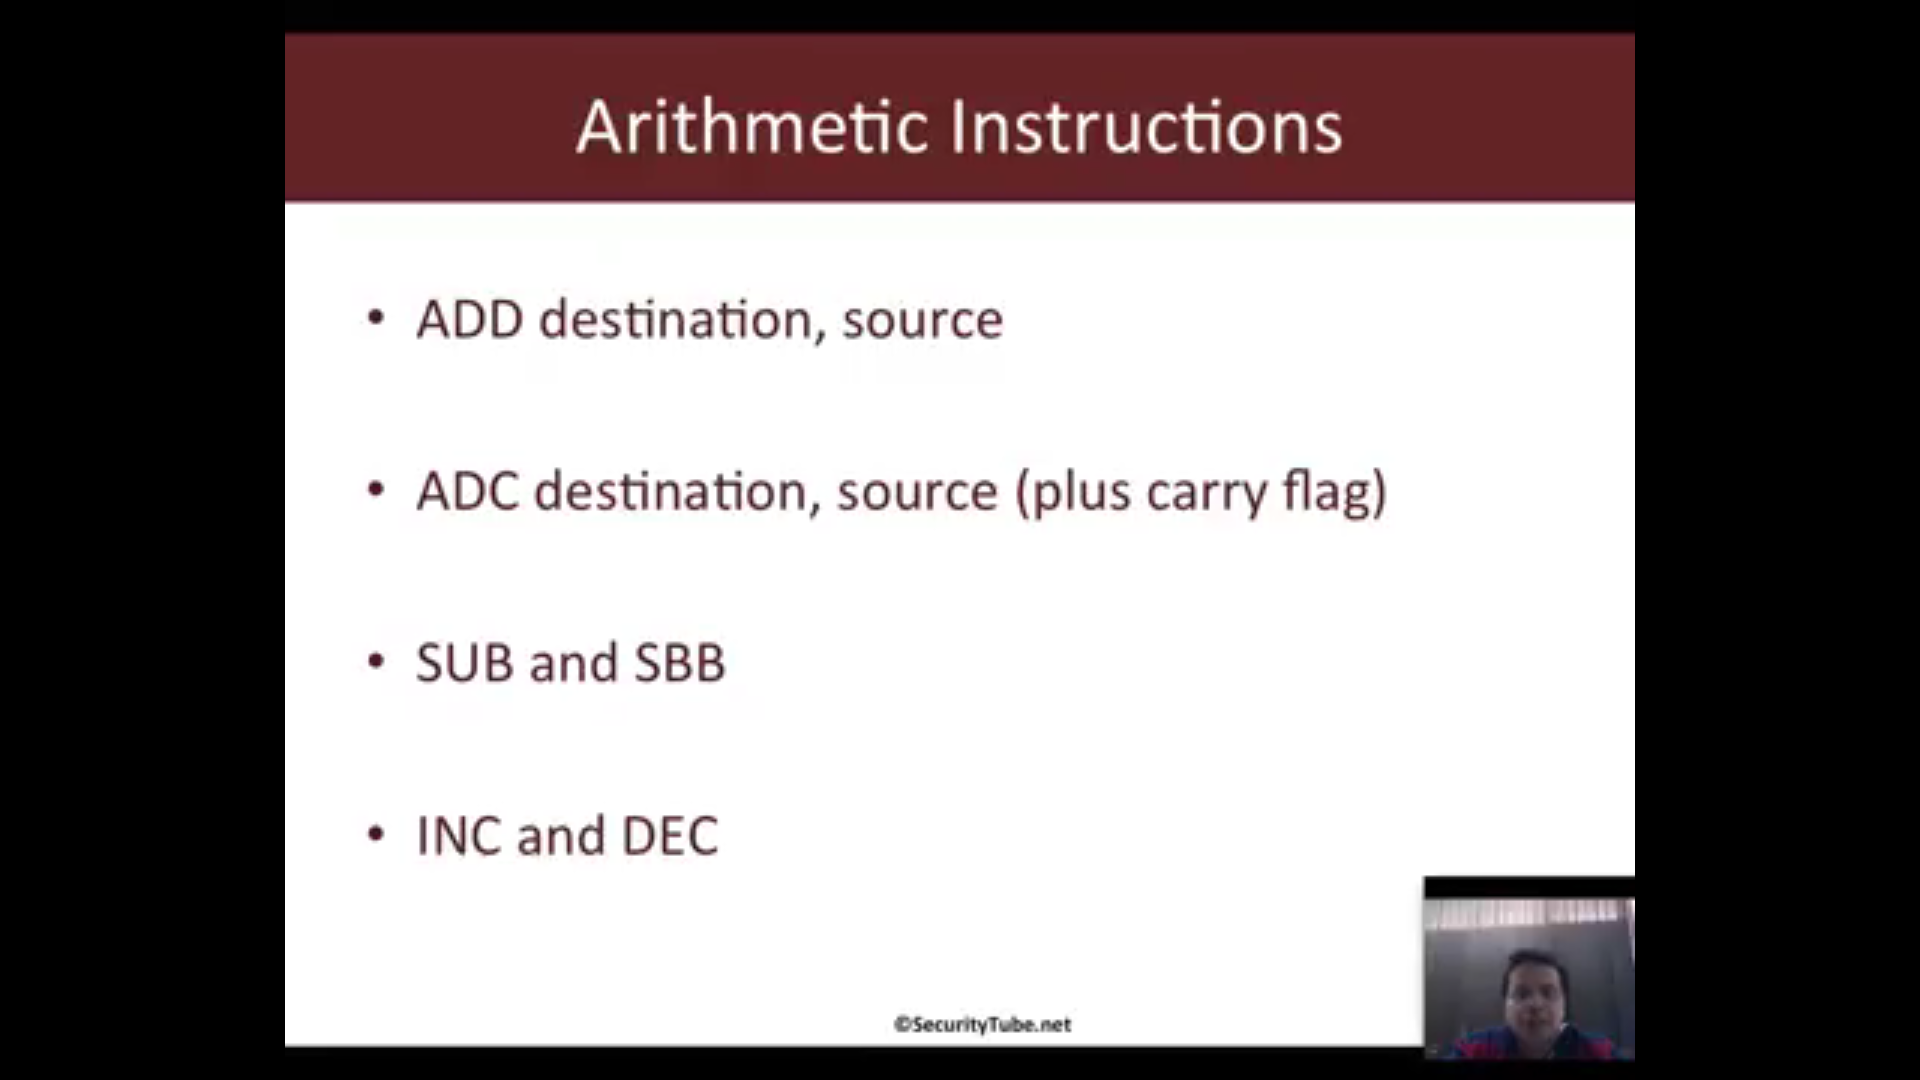 Arithmetic Instructions
• ADD destination, source
• ADC destination, source (plus carry flag)
• SUB and SBB
• INC and DEC
©SecurityTube.net